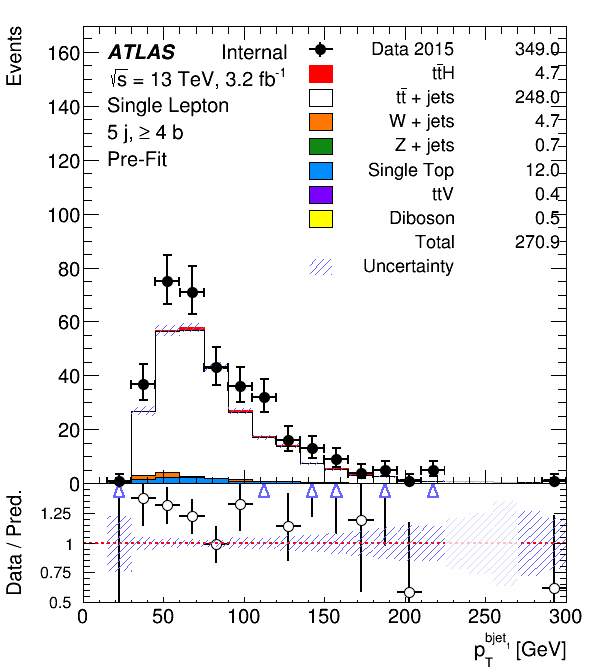 Events
160
140
120
100
80
60
40
20
0
ATLAS Internal
√s = 13 TeV, 3.2 fb⁻¹
Single Lepton
5 j, ≥ 4 b
Pre-Fit
Data 2015 349.0
tt̄H 4.7
tt̄ + jets 248.0
W + jets 4.7
Z + jets 0.7
Single Top 12.0
ttV 0.4
Diboson 0.5
Total 270.9
Uncertainty
Data / Pred.
1.25
1
0.75
0.5
0 50 100 150 200 250 300
p_T^bjet, [GeV]